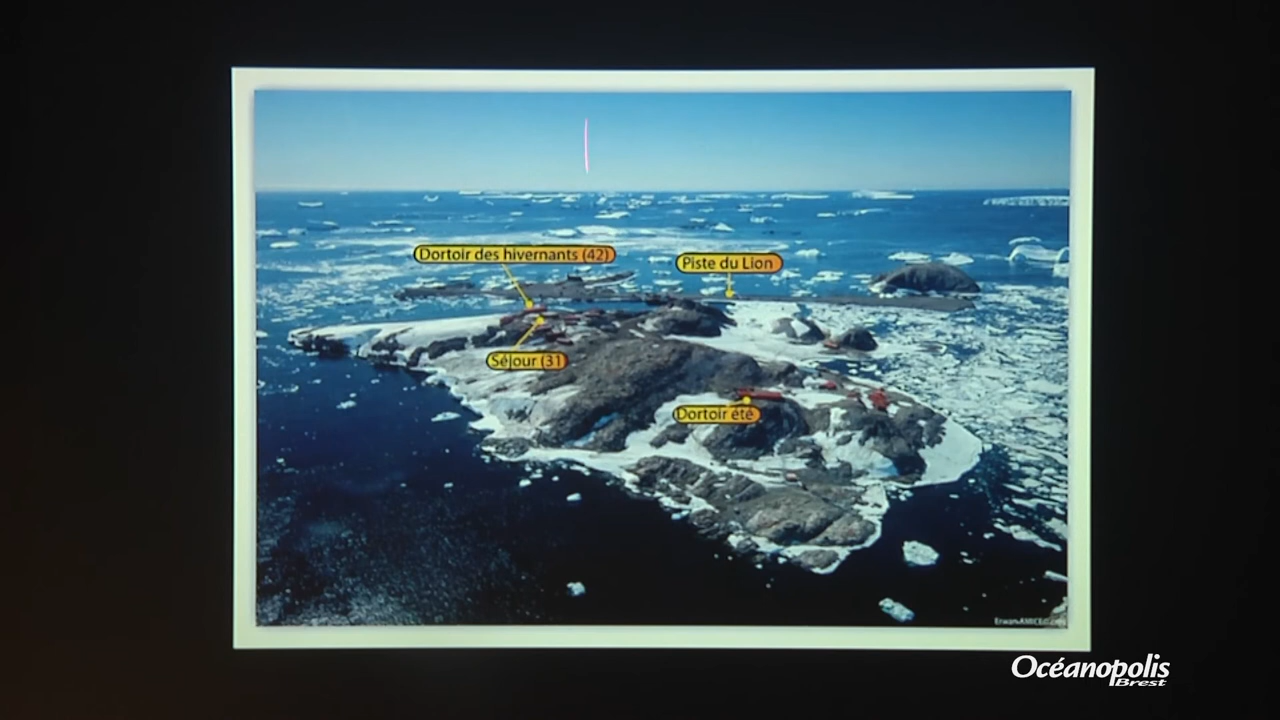 Dortoir des hivernants (42)
Piste du Lion
Séjour (31
Dortoir été
Océanopolis
Brest